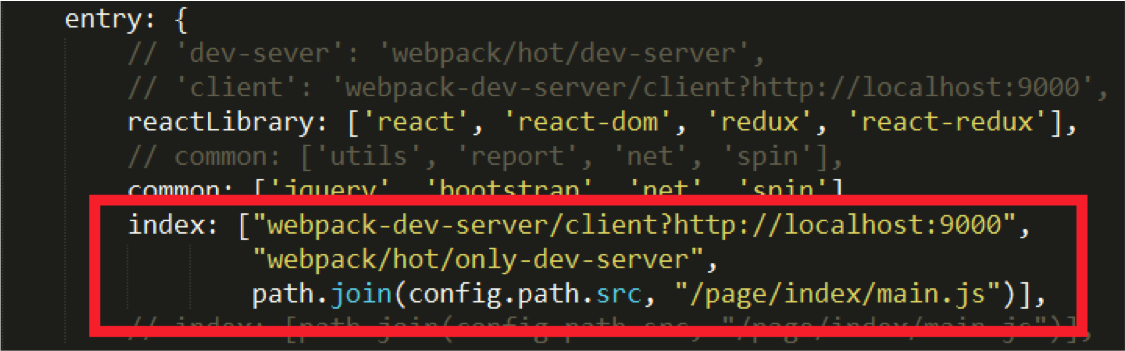 entry: {
// 'dev-sever': 'webpack/hot/dev-server',
// 'client': 'webpack-dev-server/client?http://localhost:9000',
reactLibrary: ['react', 'react-dom', 'redux', 'react-redux'],
// common: ['utils', 'report', 'net', 'spin'],
common: ['jquery', 'bootstrap', 'net', 'spin']
index: ["webpack-dev-server/client?http://localhost:9000",
"webpack/hot/only-dev-server",
path.join(config.path.src, "/page/index/main.js")],
// index: [path.join(config.path.src, "/page/index/main.js")],